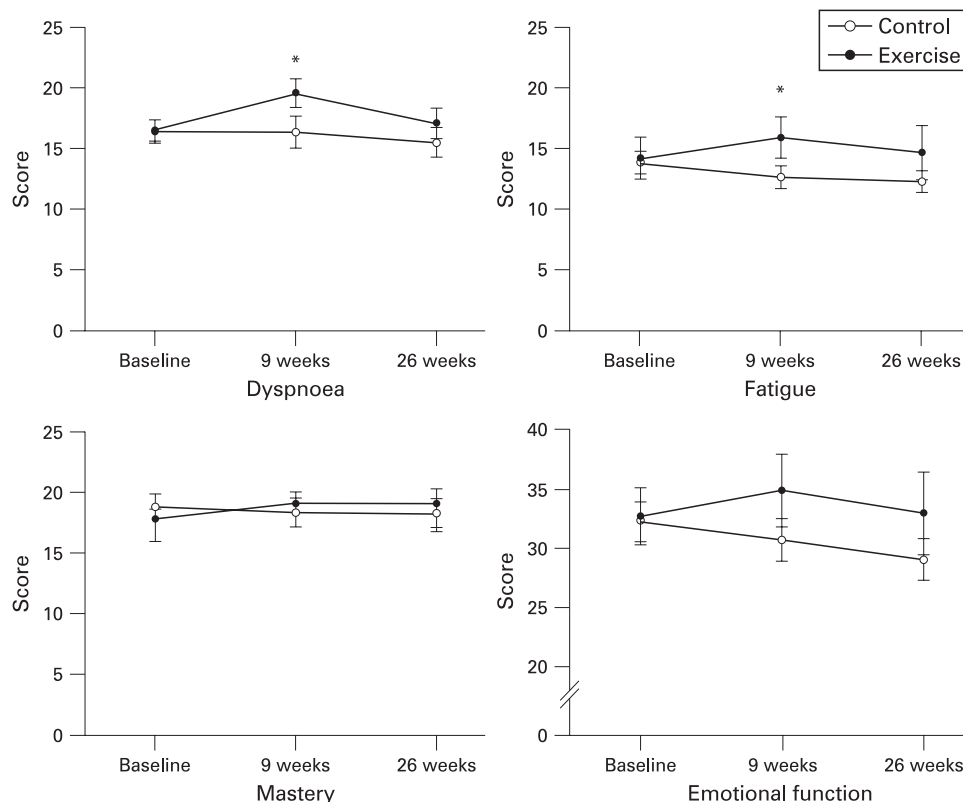 Control
Exercise
25
20
15
10
5
0
Score
*
Baseline
9 weeks
26 weeks
Dyspnoea
25
20
15
10
5
0
Score
*
Baseline
9 weeks
26 weeks
Fatigue
25
20
15
10
5
0
Score
Baseline
9 weeks
26 weeks
Mastery
40
35
30
25
20
0
Score
Baseline
9 weeks
26 weeks
Emotional function